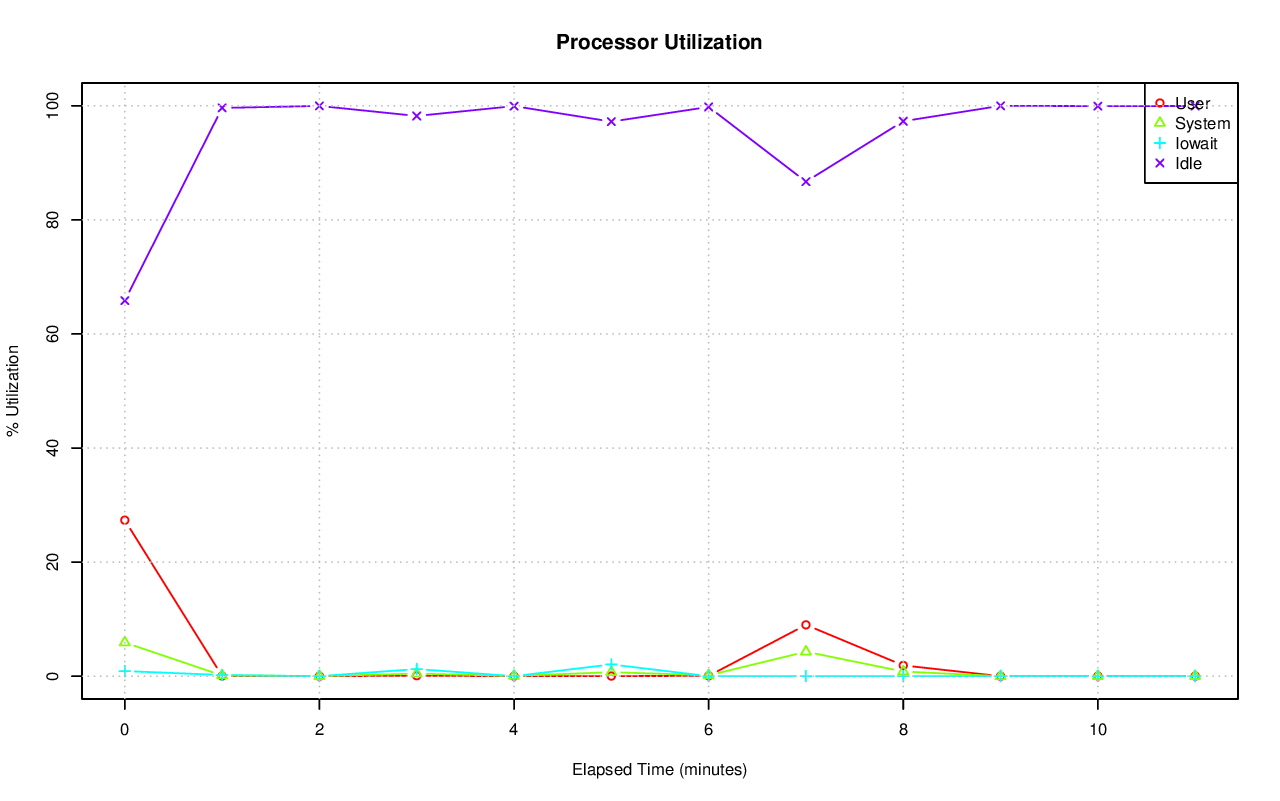 Processor Utilization
100
80
60
40
20
0
% Utilization
User
System
Iowait
Idle
0 2 4 6 8 10
Elapsed Time (minutes)